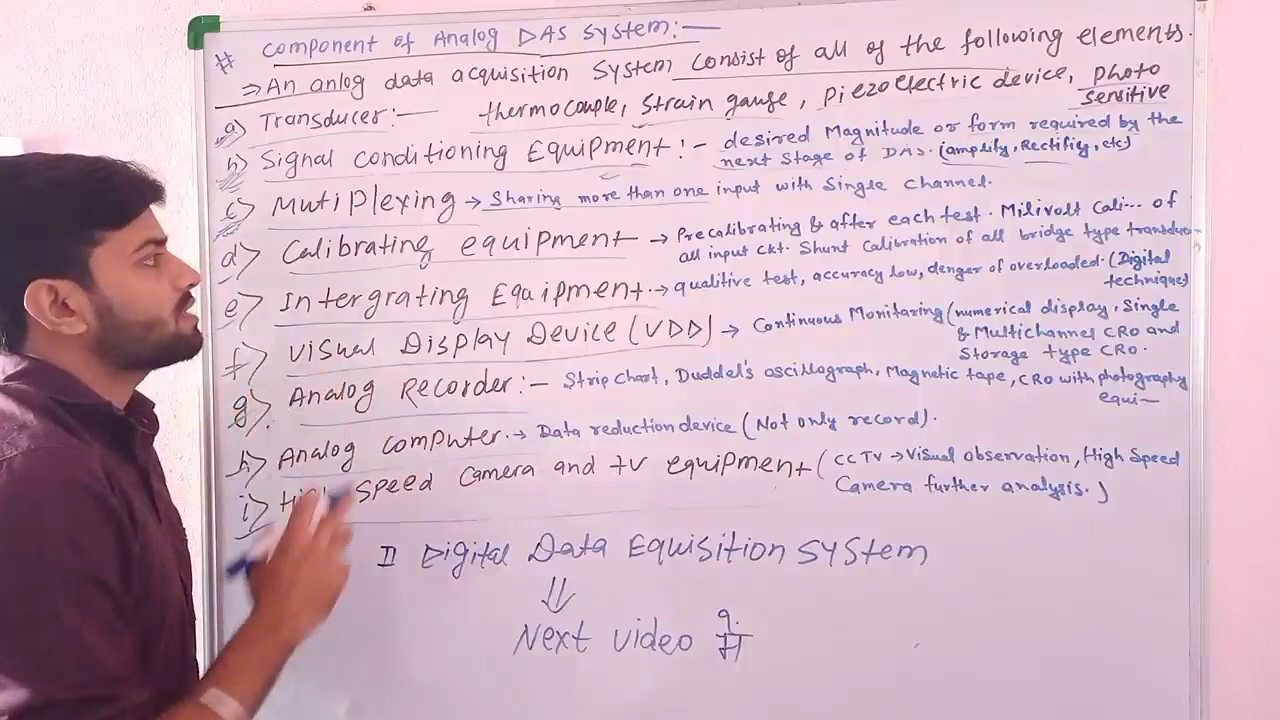 # Component of Analog DAS System:—
⇒ An anlog data acquisition System consist of all of the following elements.
a) Transducer:— thermocouple, Strain gauge, Piezoelectric device, photo
sensitive
b) Signal conditioning Equipment:- desired Magnitude or form required by the
next Stage of DAS. (amplify, Rectifiy, etc)
c) MutiPlexing → Sharing more than one input with Single channel.
d) Calibrating equipment → Precalibrating & after each test. Milivolt Cali... of
all input Ckt. Shunt Calibration of all bridge type transduc-
e) Intergrating Equipment.→ qualitive test, accuracy low, denger of overloaded. (Digital
technique)
f) Visual Display Device (VDD) → Continuous Monitaring (numerical display, Single
& Multichannel CRO and
Storage type CRO.
g) Analog Recorder:— StripChart, Duddel's oscillograph, Magnetic tape, CRO with photography
equi—
h) Analog computer.→ Data reduction device (Not only record).
i) High Speed Camera and tv equipment (CCTV → Visual observation, High Speed
Camera further analysis.)
II Digital Data Equisition System
⇓
Next video में